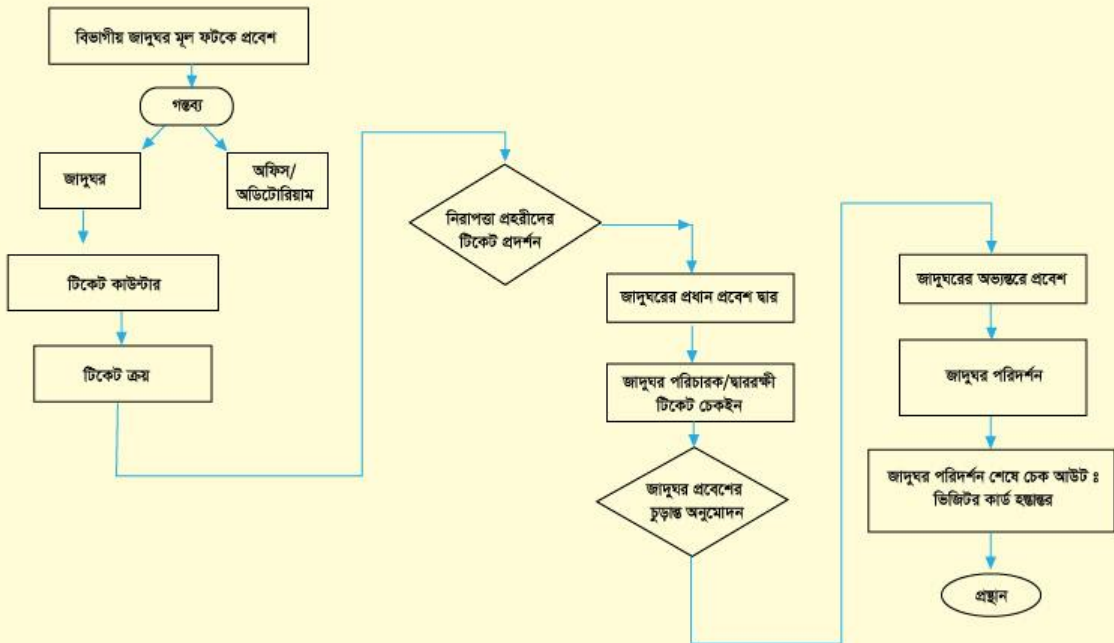 বিভাগীয় জাদুঘর মূল ফটকে প্রবেশ
গন্তব্য
জাদুঘর
অফিস/
অডিটোরিয়াম
টিকেট কাউন্টার
টিকেট ক্রয়
নিরাপত্তা প্রহরীদের
টিকেট প্রদর্শন
জাদুঘরের প্রধান প্রবেশ দ্বার
জাদুঘর পরিচারক/দ্বাররক্ষী
টিকেট চেকইন
জাদুঘর প্রবেশের
চুড়ান্ত অনুমোদন
জাদুঘরের অভ্যন্তরে প্রবেশ
জাদুঘর পরিদর্শন
জাদুঘর পরিদর্শন শেষে চেক আউট ঃ
ভিজিটর কার্ড হস্তান্তর
প্রস্থান